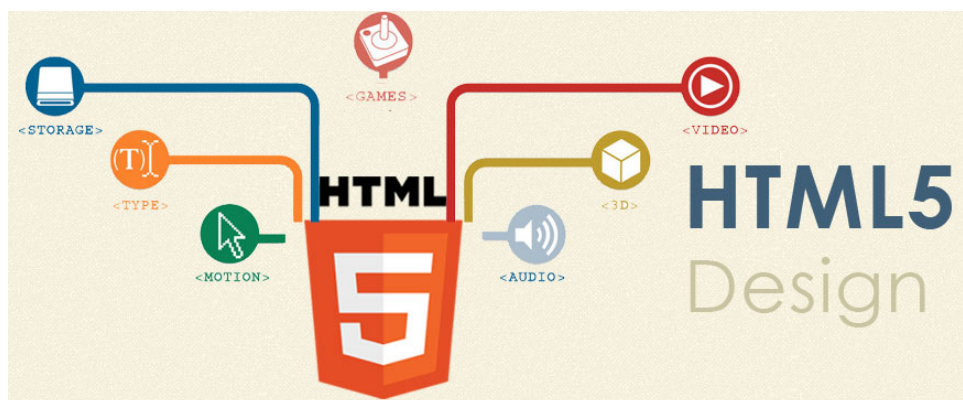 <GAMES>
<STORAGE>
<VIDEO>
(T)
<TYPE>
<3D>
HTML
5
<MOTION>
<AUDIO>
HTML5
Design